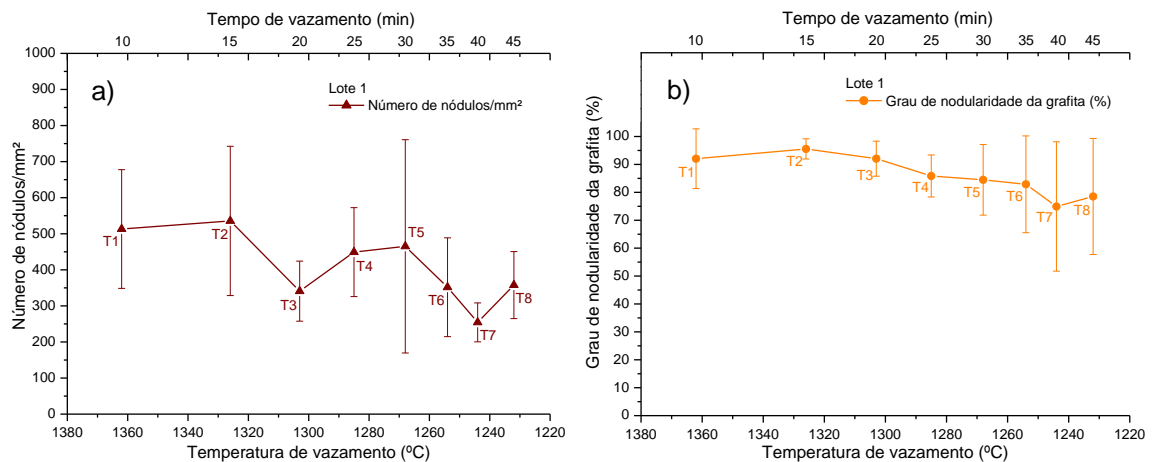 Tempo de vazamento (min)
10 15 20 25 30 35 40 45
1000
900
800
700
600
500
400
300
200
100
0
Número de nódulos/mm²
a)
Lote 1
Número de nódulos/mm²
T1
T2
T3
T4
T5
T6
T7
T8
1380 1360 1340 1320 1300 1280 1260 1240 1220
Temperatura de vazamento (ºC)
Tempo de vazamento (min)
10 15 20 25 30 35 40 45
b)
Lote 1
Grau de nodularidade da grafita (%)
100
90
80
70
60
50
40
30
20
10
0
Grau de nodularidade da grafita (%)
T1
T2
T3
T4
T5
T6
T7
T8
1380 1360 1340 1320 1300 1280 1260 1240 1220
Temperatura de vazamento (ºC)